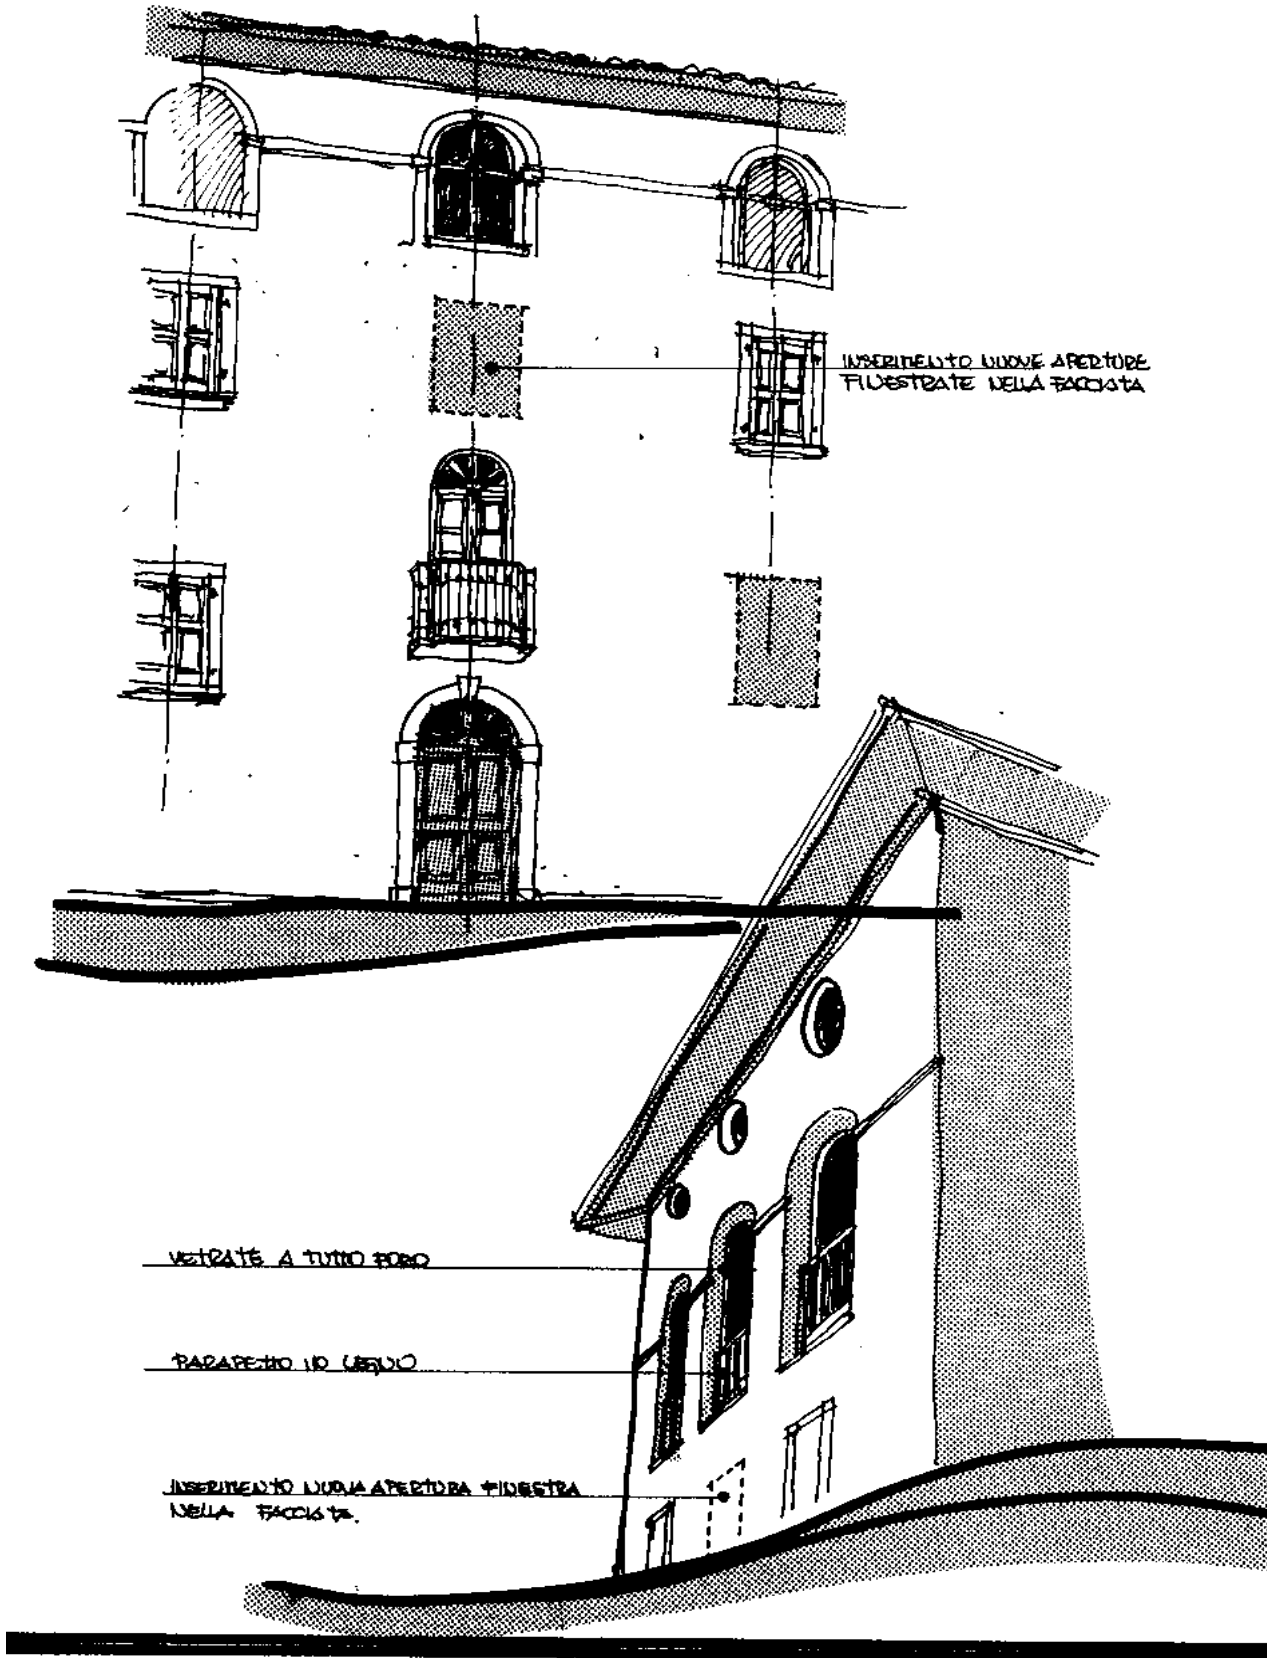 INSERIMENTO NUOVE APERTURE
FINESTRATE NELLA FACCIATA
VETRATE A TUTTO FORO
PARAPETTO IN LEGNO
INSERIMENTO NUOVA APERTURA FINESTRA
NELLA FACCIATA.